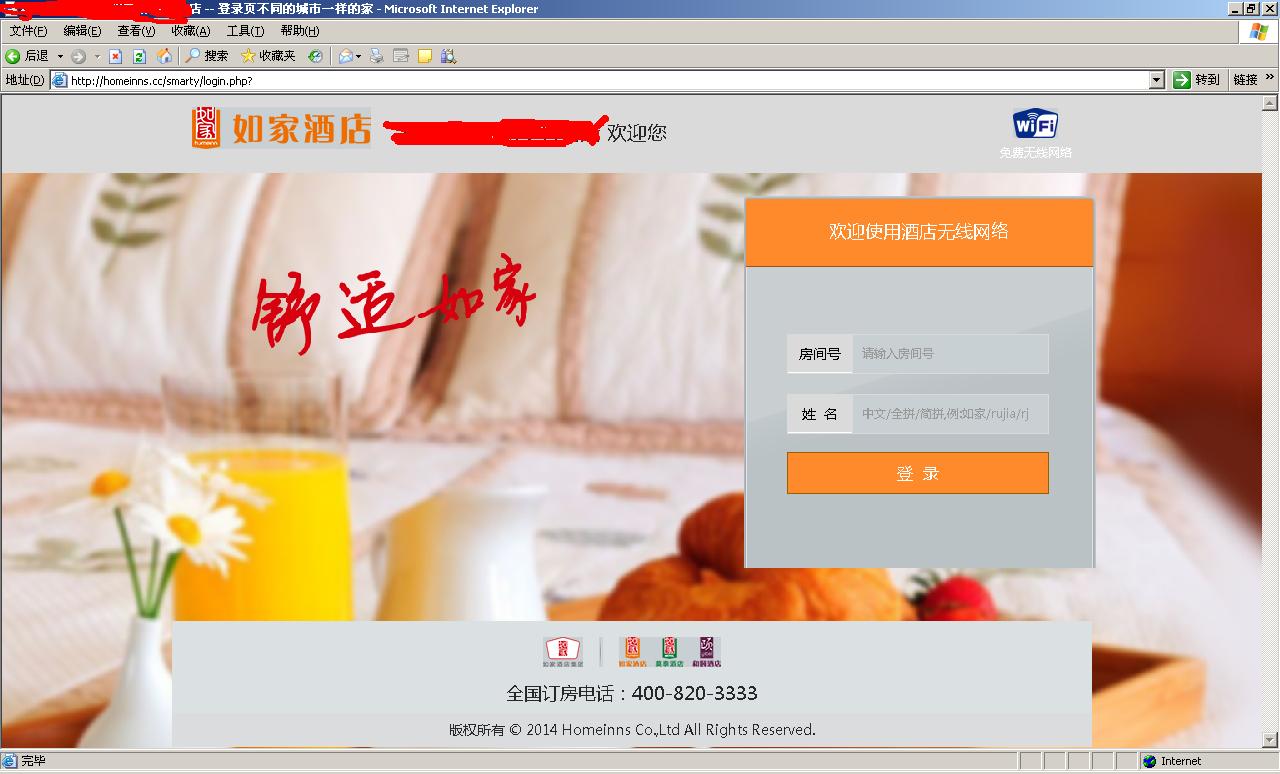 店 -- 登录页不同的城市一样的家 - Microsoft Internet Explorer
文件(F) 编辑(E) 查看(V) 收藏(A) 工具(T) 帮助(H)
后退 搜索 收藏夹
地址(D) http://homeinns.cc/smarty/login.php? 转到 链接 »
如家 homeinn 如家酒店 欢迎您
WiFi
免费无线网络
欢迎使用酒店无线网络
舒适如家
房间号 请输入房间号
姓 名 中文/全拼/简拼,例:如家/rujia/rj
登 录
如家酒店集团 如家酒店 莫泰酒店 和颐酒店
全国订房电话：400-820-3333
版权所有 © 2014 Homeinns Co.,Ltd All Rights Reserved.
完毕 Internet